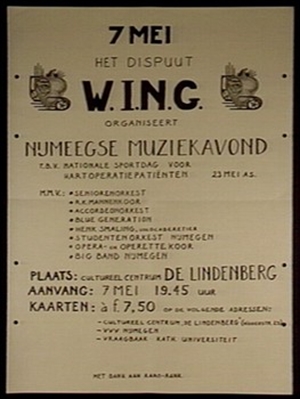 7 MEI
HET DISPUUT
W.I.N.G.
ORGANISEERT
NIJMEEGSE MUZIEKAVOND
T.B.V. NATIONALE SPORTDAG VOOR
HARTOPERATIEPATIËNTEN 23 MEI A.S.
M.M.V.: * SENIORENORKEST
* R.K. MANNENKOOR
* ACCORDEONORKEST
* BLUE GENERATION
* HENK SMALING,
* STUDENTENORKEST NIJMEGEN
* OPERA- EN OPERETTE KOOR
* BIG BAND NIJMEGEN
PLAATS: CULTUREEL CENTRUM DE LINDENBERG
AANVANG: 7 MEI 19.45 UUR
KAARTEN: à f. 7,50 OP DE VOLGENDE ADRESSEN:
- CULTUREEL CENTRUM "DE LINDENBERG"
- VVV NIJMEGEN
- VRAAGBAAK KATH. UNIVERSITEIT
MET DANK AAN RABO-BANK